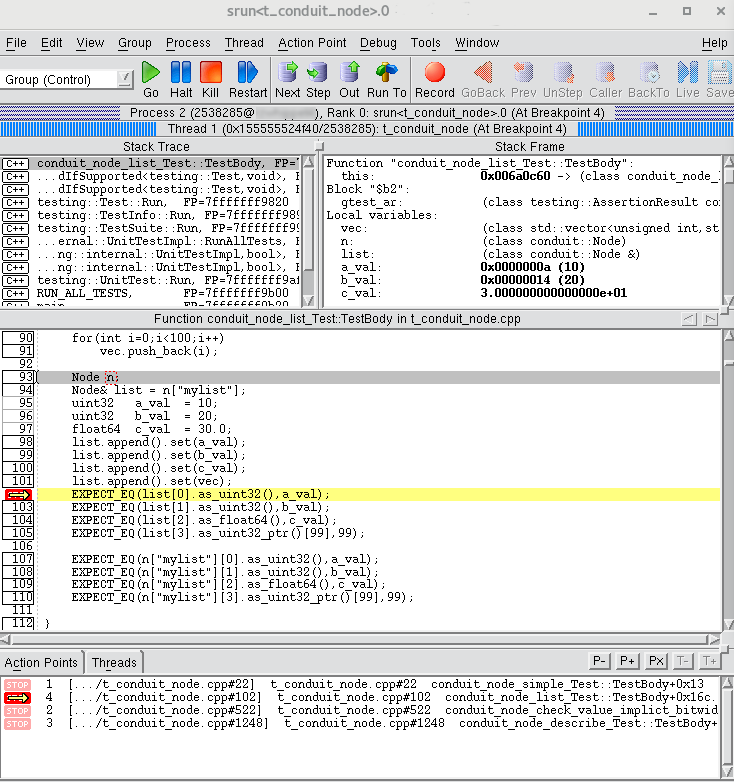 srun<t_conduit_node>.0
File Edit View Group Process Thread Action Point Debug Tools Window Help
Group (Control)
Go Halt Kill Restart Next Step Out Run To Record GoBack Prev UnStep Caller BackTo Live Save
Process 2 (2538285@ ), Rank 0: srun<t_conduit_node>.0 (At Breakpoint 4)
Thread 1 (0x155555524f40/2538285): t_conduit_node (At Breakpoint 4)
Stack Trace
C++ conduit_node_list_Test::TestBody, FP=7
C++ ...dIfSupported<testing::Test,void>, F
C++ ...dIfSupported<testing::Test,void>, F
C++ testing::Test::Run, FP=7fffffff9820
C++ testing::TestInfo::Run, FP=7fffffff989
C++ testing::TestSuite::Run, FP=7fffffff99
C++ ...ernal::UnitTestImpl::RunAllTests, F
C++ ...ng::internal::UnitTestImpl,bool>, F
C++ ...ng::internal::UnitTestImpl,bool>, F
C++ testing::UnitTest::Run, FP=7fffffff9af
C++ RUN_ALL_TESTS, FP=7fffffff9b00
C++ main, FP=7fffffff9b20
Stack Frame
Function "conduit_node_list_Test::TestBody":
this: 0x006a0c60 -> (class conduit_node_l
Block "$b2":
gtest_ar: (class testing::AssertionResult co
Local variables:
vec: (class std::vector<unsigned int,st
n: (class conduit::Node)
list: (class conduit::Node &)
a_val: 0x0000000a (10)
b_val: 0x00000014 (20)
c_val: 3.000000000000000e+01
Function conduit_node_list_Test::TestBody in t_conduit_node.cpp
90 for(int i=0;i<100;i++)
91 vec.push_back(i);
92
93 Node n;
94 Node& list = n["mylist"];
95 uint32 a_val = 10;
96 uint32 b_val = 20;
97 float64 c_val = 30.0;
98 list.append().set(a_val);
99 list.append().set(b_val);
100 list.append().set(c_val);
101 list.append().set(vec);
EXPECT_EQ(list[0].as_uint32(),a_val);
103 EXPECT_EQ(list[1].as_uint32(),b_val);
104 EXPECT_EQ(list[2].as_float64(),c_val);
105 EXPECT_EQ(list[3].as_uint32_ptr()[99],99);
106
107 EXPECT_EQ(n["mylist"][0].as_uint32(),a_val);
108 EXPECT_EQ(n["mylist"][1].as_uint32(),b_val);
109 EXPECT_EQ(n["mylist"][2].as_float64(),c_val);
110 EXPECT_EQ(n["mylist"][3].as_uint32_ptr()[99],99);
111
112 }
Action Points Threads P- P+ Px T- T+
STOP 1 [..../t_conduit_node.cpp#22] t_conduit_node.cpp#22 conduit_node_simple_Test::TestBody+0x13
4 [..../t_conduit_node.cpp#102] t_conduit_node.cpp#102 conduit_node_list_Test::TestBody+0x16c.
STOP 2 [..../t_conduit_node.cpp#522] t_conduit_node.cpp#522 conduit_node_check_value_implict_bitwid
STOP 3 [..../t_conduit_node.cpp#1248] t_conduit_node.cpp#1248 conduit_node_describe_Test::TestBody+